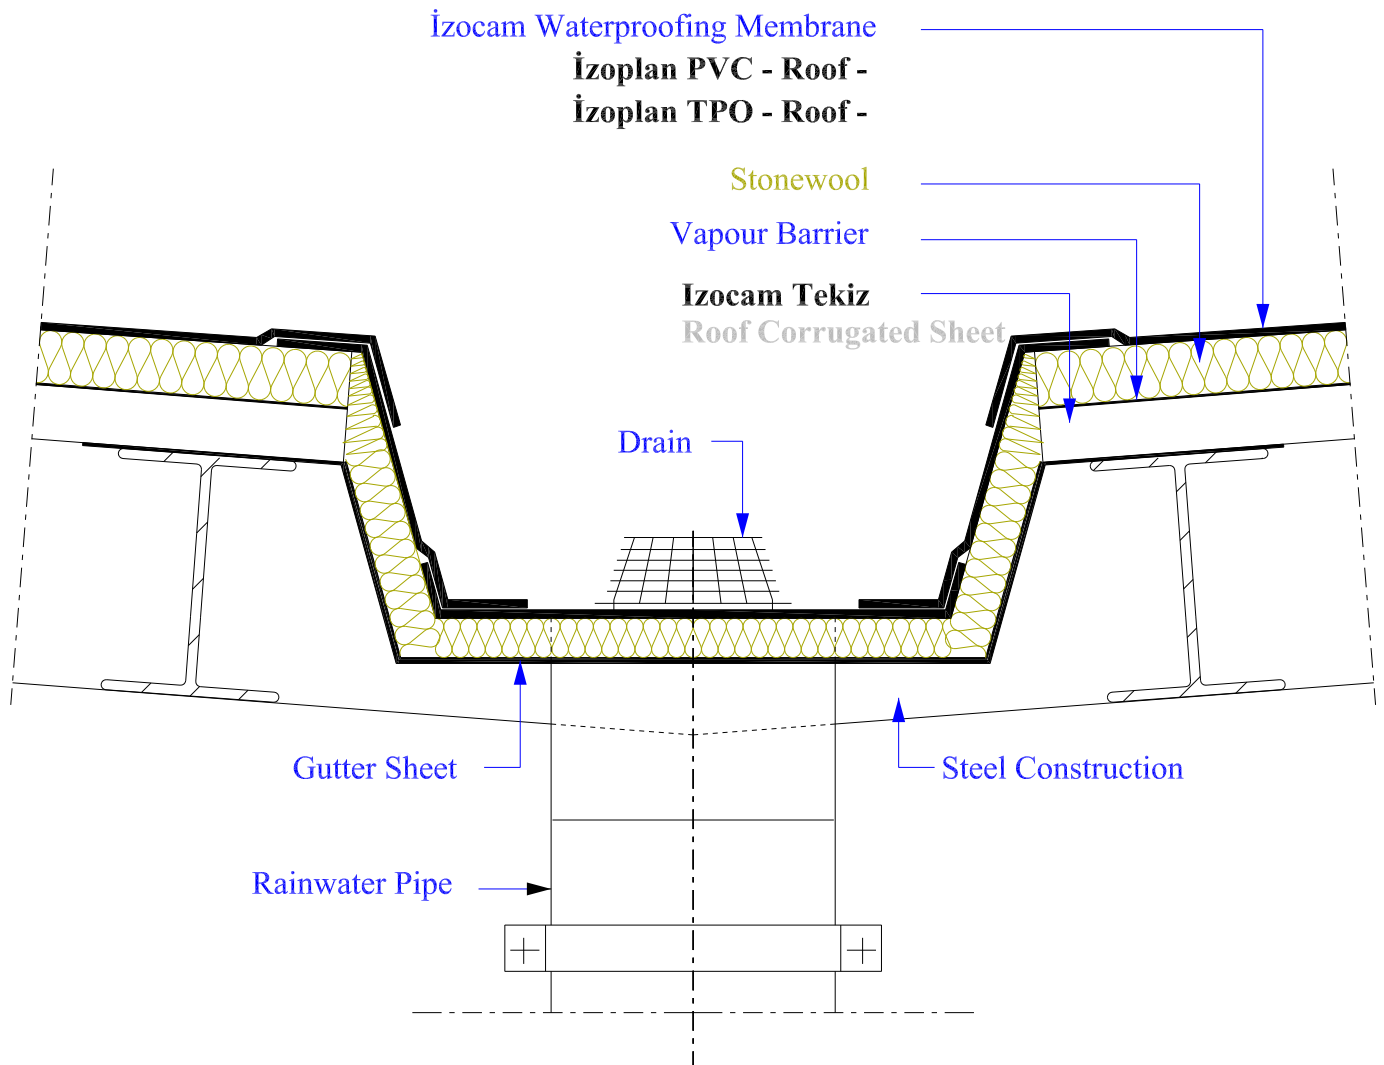 İzocam Waterproofing Membrane
İzoplan PVC - Roof -
İzoplan TPO - Roof -
Stonewool
Vapour Barrier
Izocam Tekiz
Roof Corrugated Sheet
Drain
Gutter Sheet
Steel Construction
Rainwater Pipe